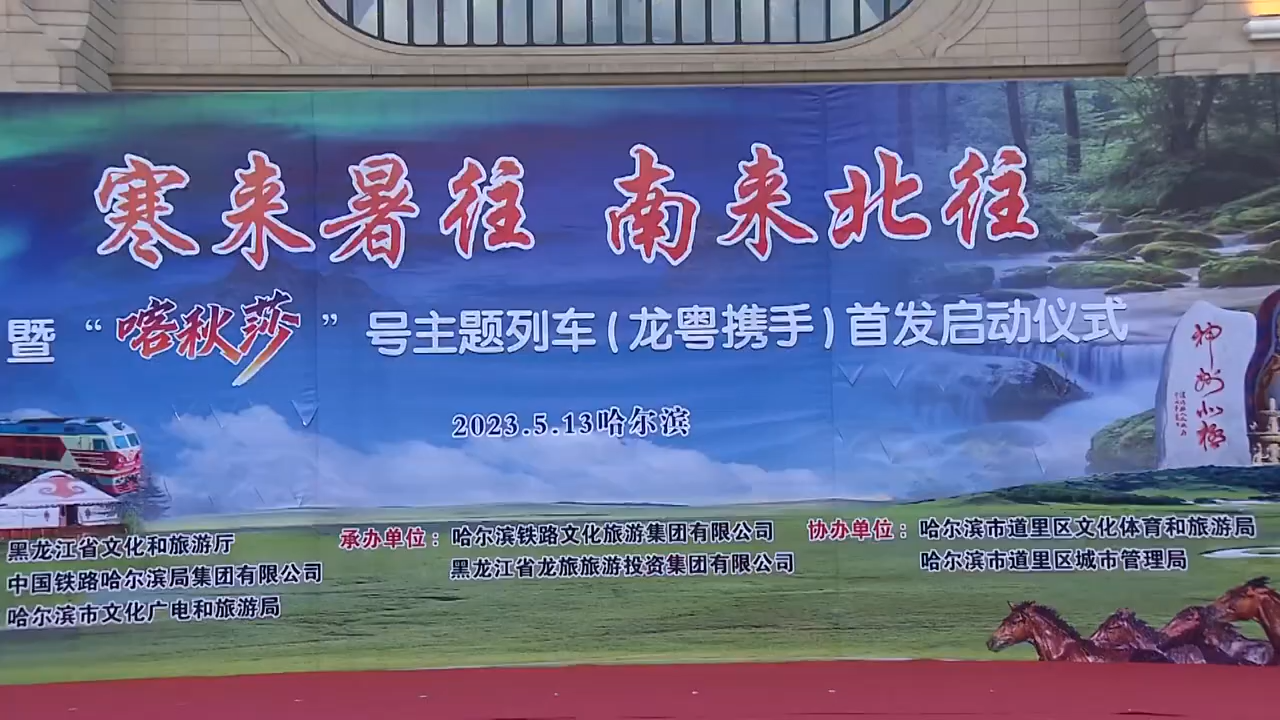 寒来暑往 南来北往
暨“喀秋莎”号主题列车(龙粤携手)首发启动仪式
2023.5.13哈尔滨
神州北极
黑龙江省文化和旅游厅
中国铁路哈尔滨局集团有限公司
哈尔滨市文化广电和旅游局
承办单位：哈尔滨铁路文化旅游集团有限公司
黑龙江省龙旅旅游投资集团有限公司
协办单位：哈尔滨市道里区文化体育和旅游局
哈尔滨市道里区城市管理局